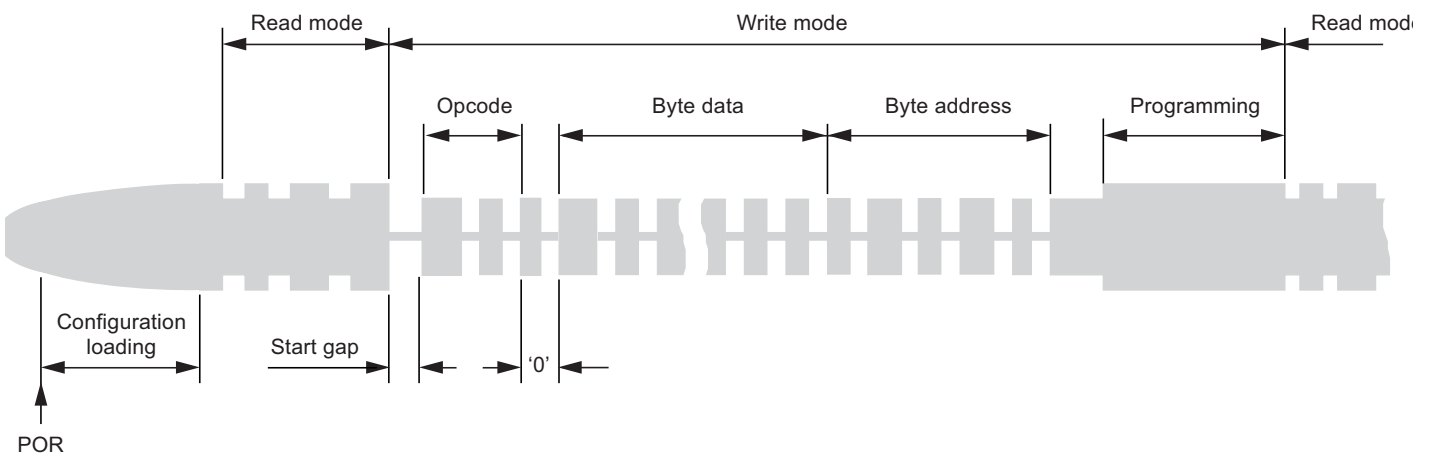 Read mode
Write mode
Read mod
Opcode
Byte data
Byte address
Programming
Configuration
loading
Start gap
‘0’
POR